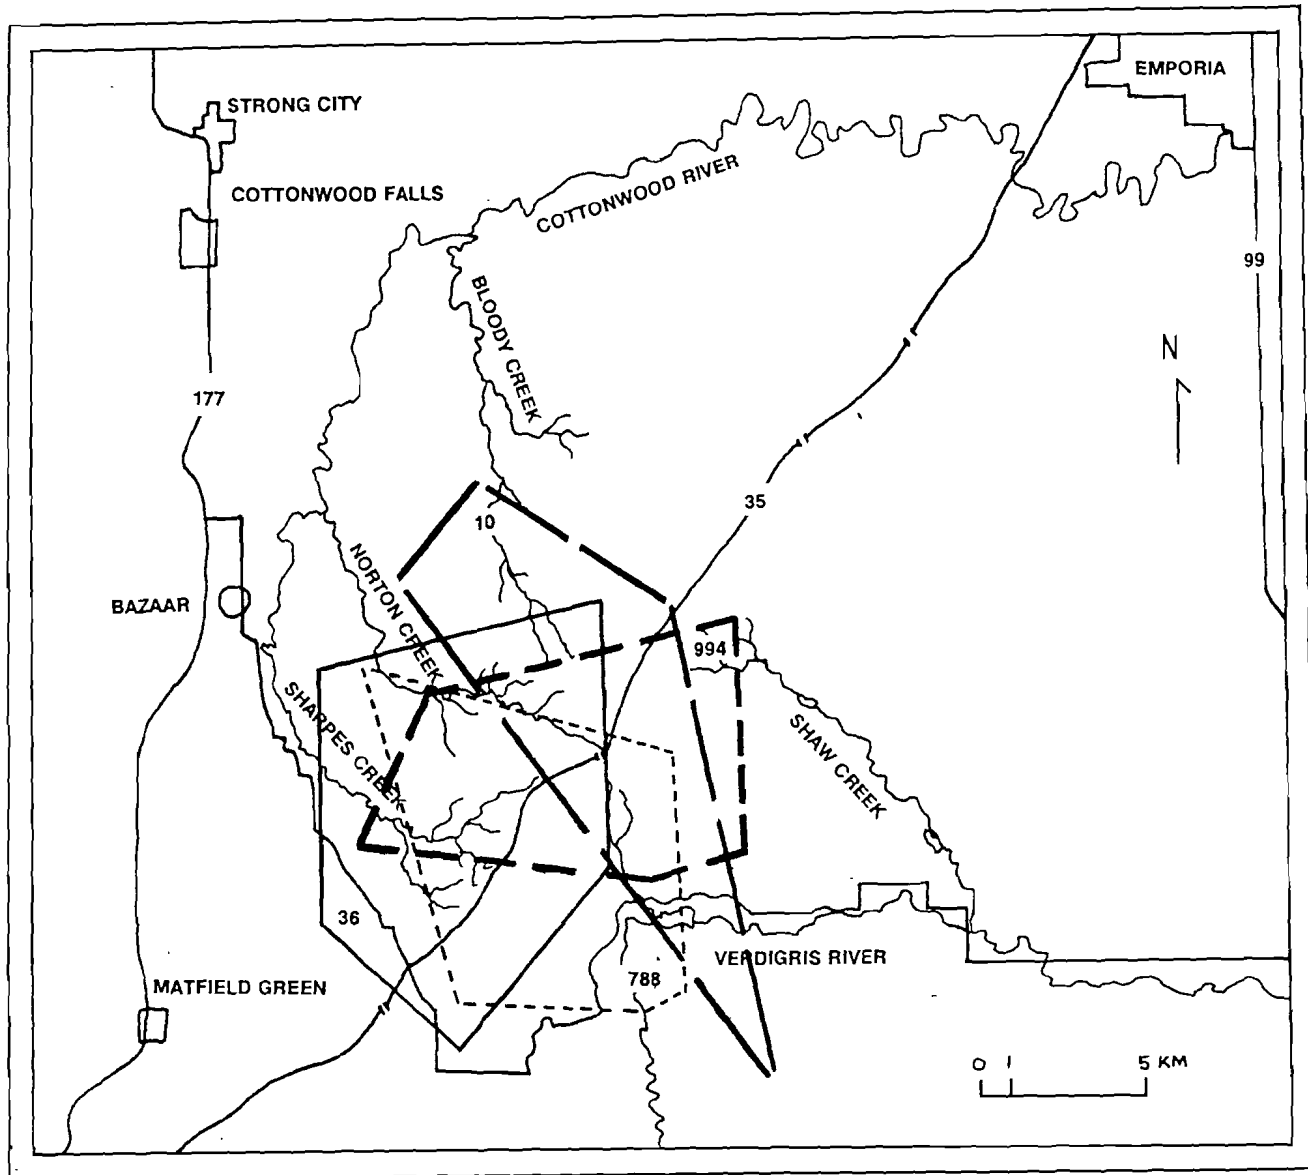 EMPORIA
STRONG CITY
COTTONWOOD RIVER
COTTONWOOD FALLS
99
BLOODY CREEK
N
177
35
10
NORTON CREEK
BAZAAR
994
SHARPES CREEK
SHAW CREEK
36
VERDIGRIS RIVER
788
MATFIELD GREEN
0 1 5 KM